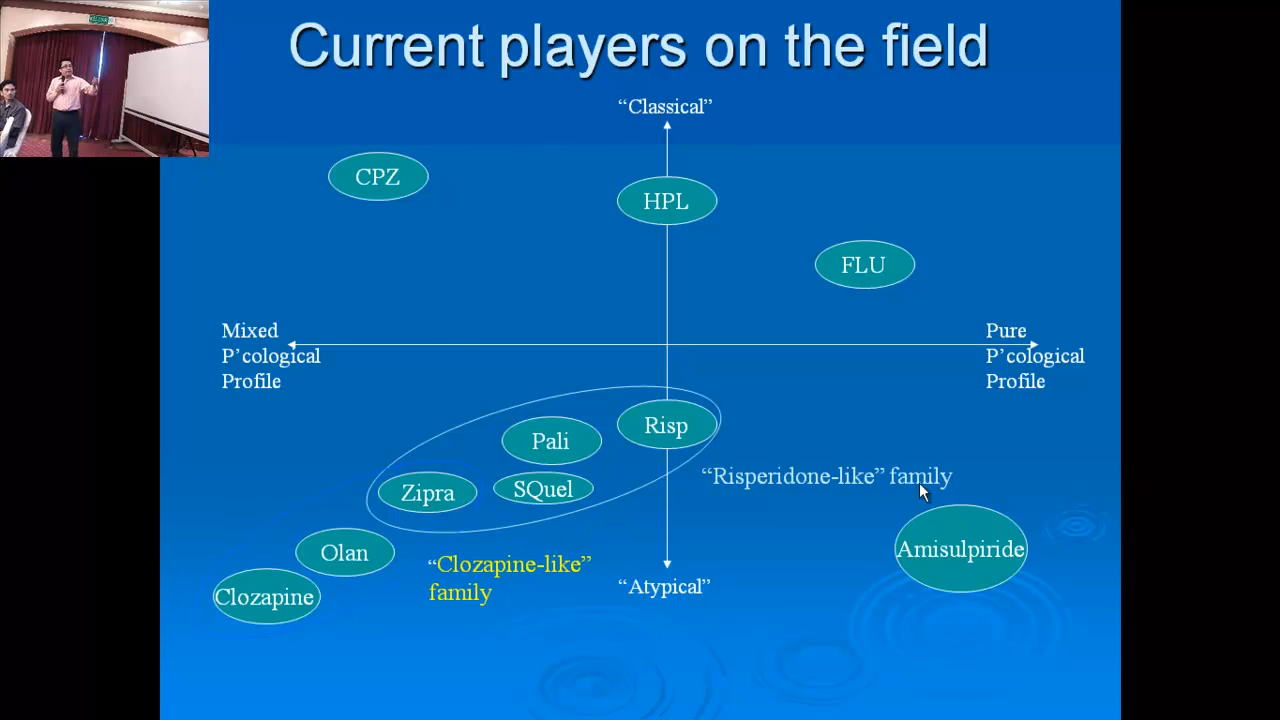 Current players on the field
“Classical”
CPZ
HPL
FLU
Mixed
P’cological
Profile
Pure
P’cological
Profile
Risp
Pali
“Risperidone-like” family
Zipra
SQuel
Olan
“Clozapine-like”
family
Amisulpiride
“Atypical”
Clozapine